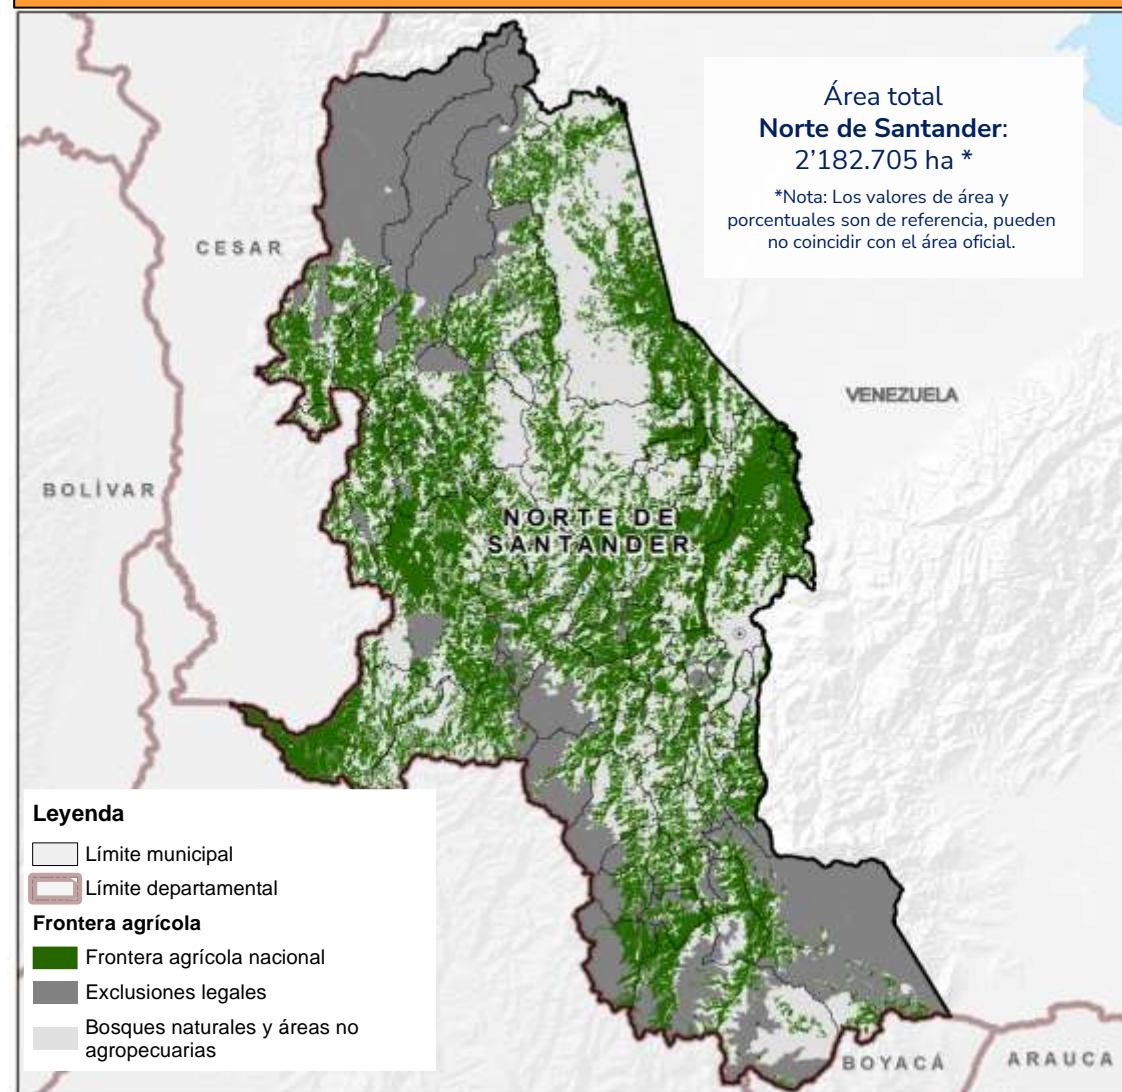 Área total
Norte de Santander:
2'182.705 ha *
*Nota: Los valores de área y
porcentuales son de referencia, pueden
no coincidir con el área oficial.
CESAR
VENEZUELA
BOLÍVAR
NORTE DE
SANTANDER
Leyenda
Límite municipal
Límite departamental
Frontera agrícola
Frontera agrícola nacional
Exclusiones legales
Bosques naturales y áreas no
agropecuarias
BOYACÁ
ARAUCA